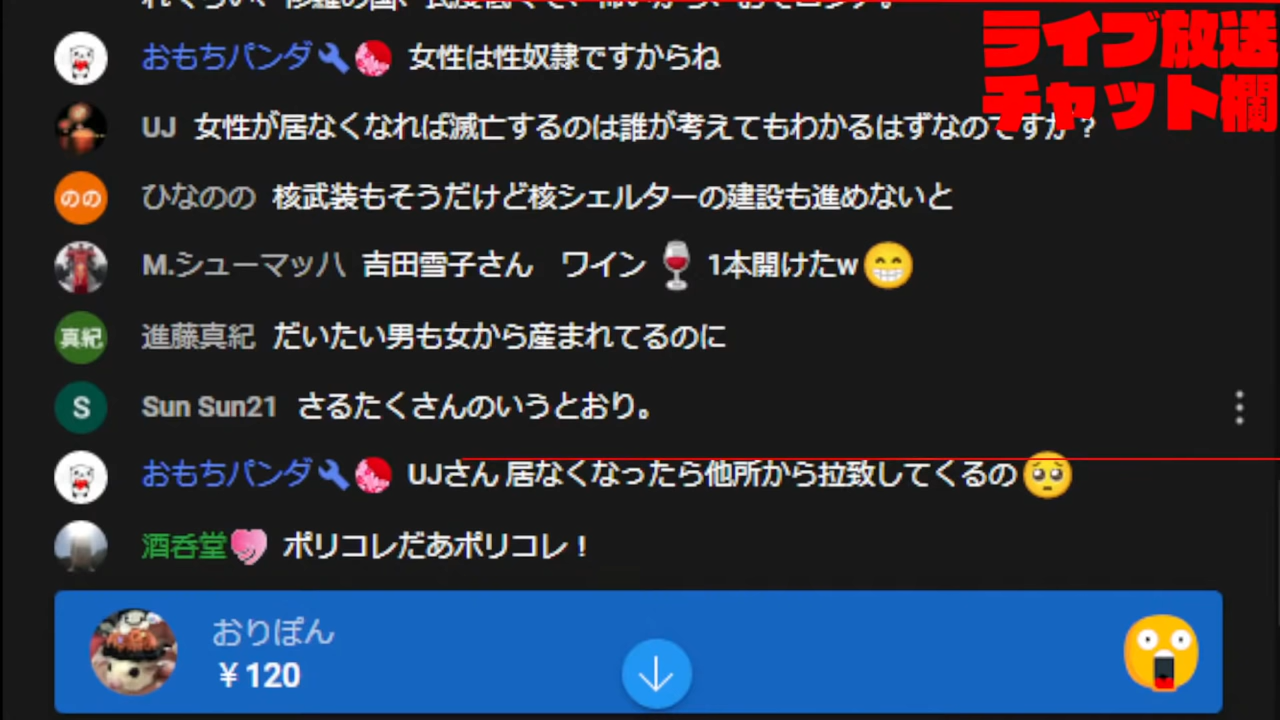 ライブ放送
チャット欄
おもちパンダ 女性は性奴隷ですからね
UJ 女性が居なくなれば滅亡するのは誰が考えてもわかるはずなのですか?
のの ひなのの 核武装もそうだけど核シェルターの建設も進めないと
M.シューマッハ 吉田雪子さん ワイン🍷1本開けたw😁
真紀 進藤真紀 だいたい男も女から産まれてるのに
S Sun Sun21 さるたくさんのいうとおり。
おもちパンダ UJさん 居なくなったら他所から拉致してくるの🥺
酒呑堂 ポリコレだあポリコレ!
おりぽん
¥120